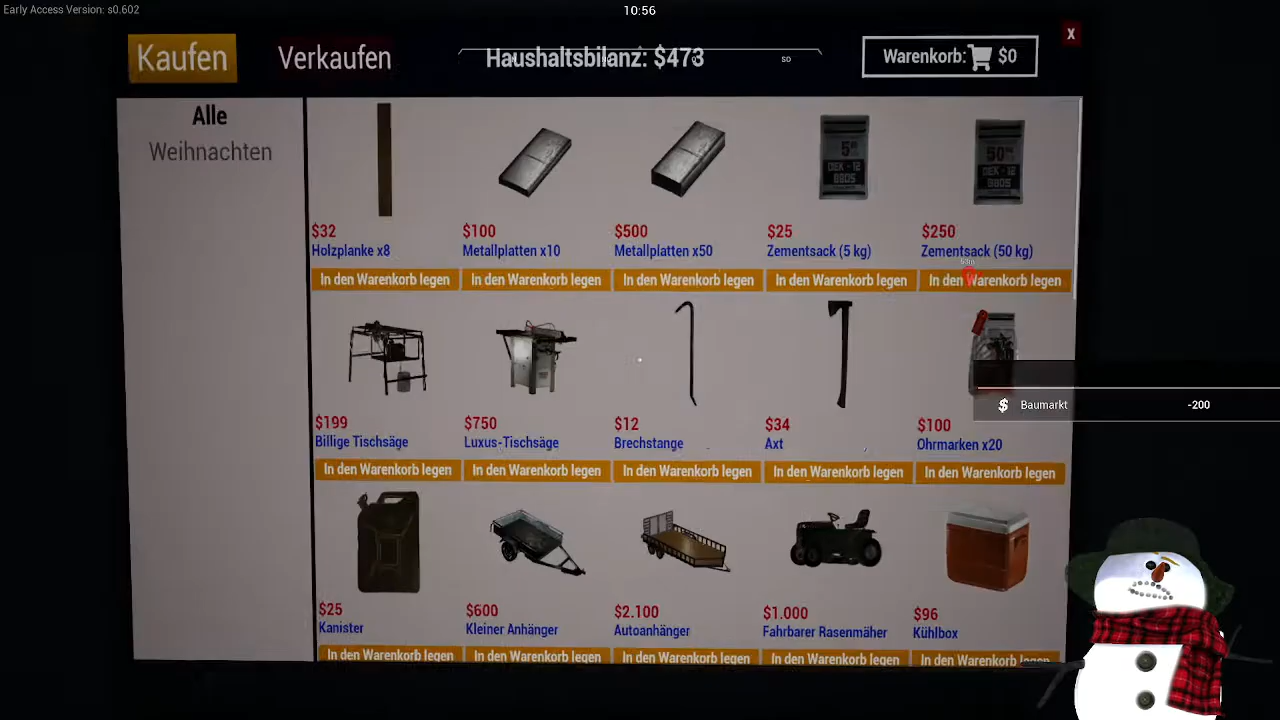 Early Access Version: s0.602
10:56
Kaufen
Verkaufen
Haushaltsbilanz: $473
SO
Warenkorb: $0
X
Alle
Weihnachten
$32
Holzplanke x8
In den Warenkorb legen
$100
Metallplatten x10
In den Warenkorb legen
$500
Metallplatten x50
In den Warenkorb legen
$25
Zementsack (5 kg)
In den Warenkorb legen
$250
Zementsack (50 kg)
In den Warenkorb legen
$199
Billige Tischsäge
In den Warenkorb legen
$750
Luxus-Tischsäge
In den Warenkorb legen
$12
Brechstange
In den Warenkorb legen
$34
Axt
In den Warenkorb legen
$100
Ohrmarken x20
In den Warenkorb legen
$ Baumarkt -200
$25
Kanister
In den Warenkorb legen
$600
Kleiner Anhänger
In den Warenkorb legen
$2.100
Autoanhänger
In den Warenkorb legen
$1.000
Fahrbarer Rasenmäher
In den Warenkorb legen
$96
Kühlbox
In den Warenkorb legen